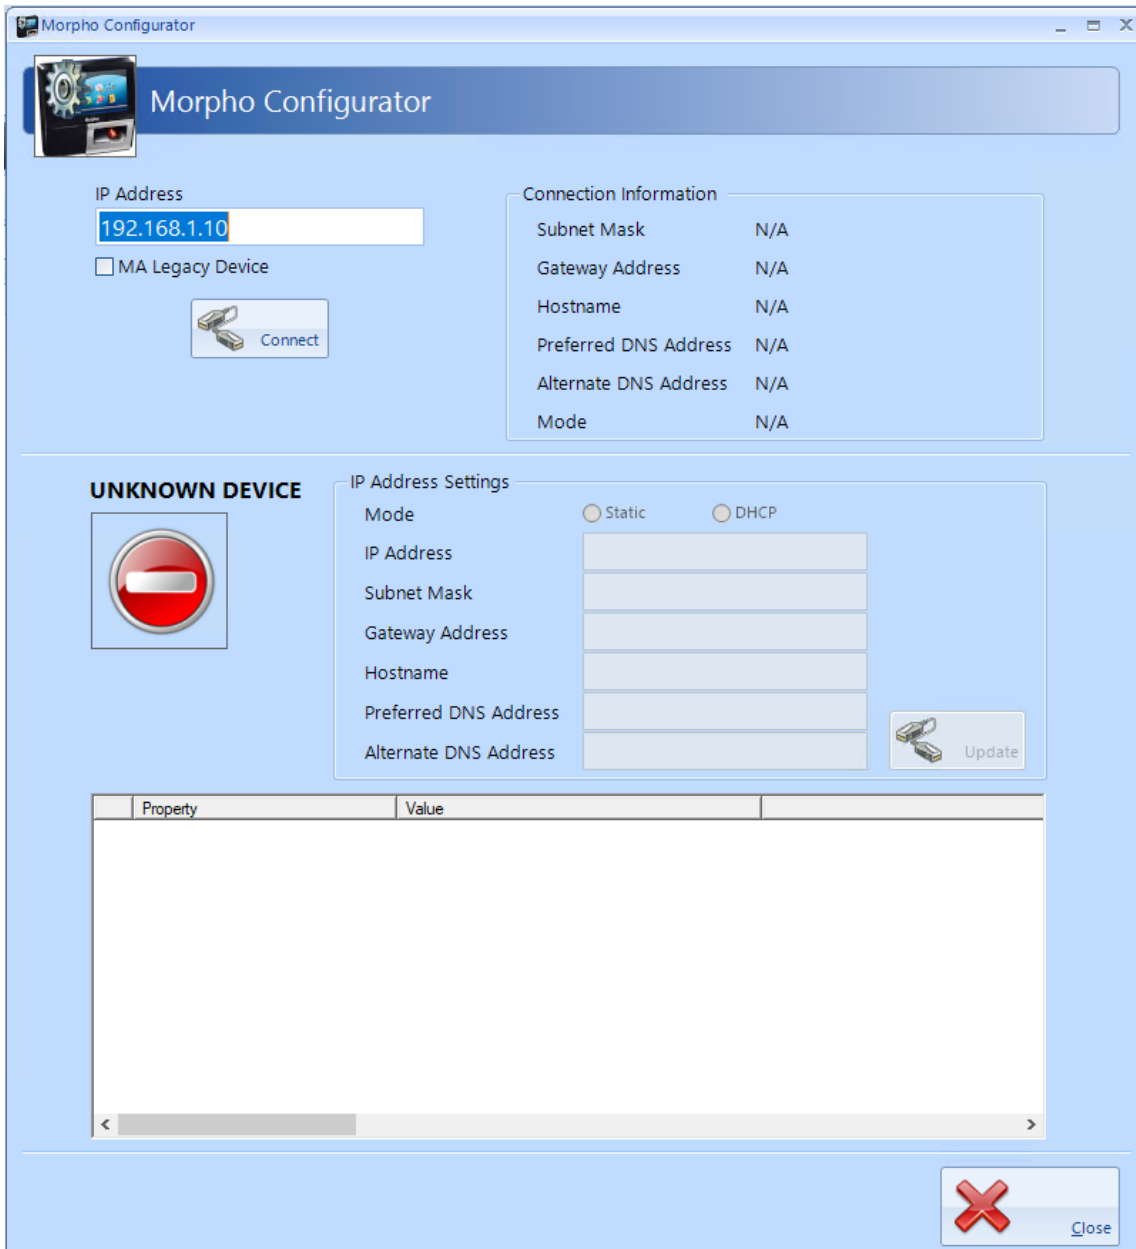 Morpho Configurator
Morpho Configurator
IP Address
192.168.1.10
MA Legacy Device
Connect
Connection Information
Subnet Mask N/A
Gateway Address N/A
Hostname N/A
Preferred DNS Address N/A
Alternate DNS Address N/A
Mode N/A
UNKNOWN DEVICE
IP Address Settings
Mode Static DHCP
IP Address
Subnet Mask
Gateway Address
Hostname
Preferred DNS Address
Alternate DNS Address
Update
Property Value
Close